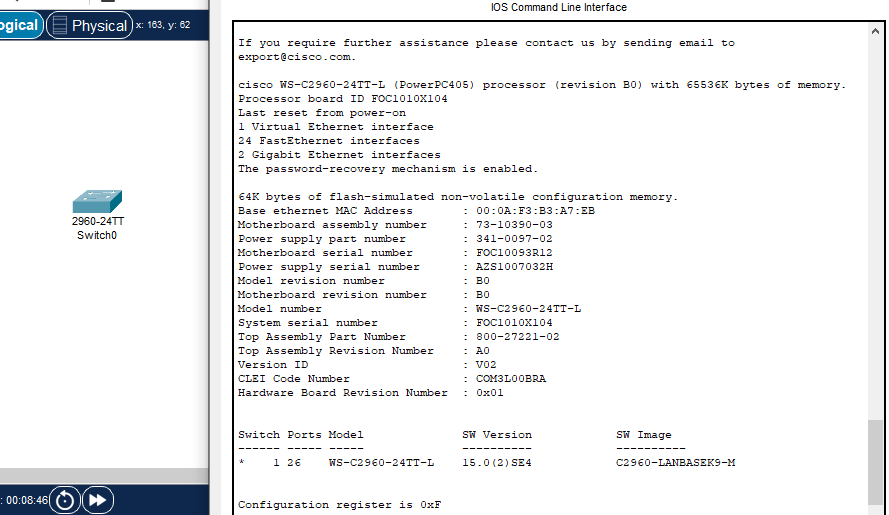 IOS Command Line Interface
ogical Physical x: 163, y: 62
If you require further assistance please contact us by sending email to
export@cisco.com.
cisco WS-C2960-24TT-L (PowerPC405) processor (revision B0) with 65536K bytes of memory.
Processor board ID FOC1010X104
Last reset from power-on
1 Virtual Ethernet interface
24 FastEthernet interfaces
2 Gigabit Ethernet interfaces
The password-recovery mechanism is enabled.
64K bytes of flash-simulated non-volatile configuration memory.
Base ethernet MAC Address : 00:0A:F3:B3:A7:EB
Motherboard assembly number : 73-10390-03
Power supply part number : 341-0097-02
Motherboard serial number : FOC10093R12
Power supply serial number : AZS1007032H
Model revision number : B0
Motherboard revision number : B0
Model number : WS-C2960-24TT-L
System serial number : FOC1010X104
Top Assembly Part Number : 800-27221-02
Top Assembly Revision Number : A0
Version ID : V02
CLEI Code Number : COM3L00BRA
Hardware Board Revision Number : 0x01
Switch Ports Model SW Version SW Image
------ ----- ----- ---------- ----------
* 1 26 WS-C2960-24TT-L 15.0(2)SE4 C2960-LANBASEK9-M
Configuration register is 0xF
2960-24TT
Switch0
: 00:08:46